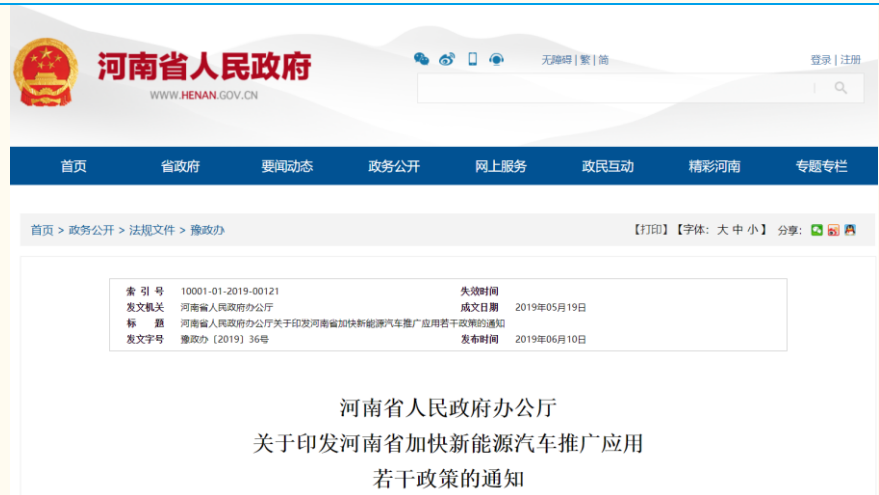 河南省人民政府
WWW.HENAN.GOV.CN
无障碍|繁|简
登录|注册
首页 省政府 要闻动态 政务公开 网上服务 政民互动 精彩河南 专题专栏
首页 > 政务公开 > 法规文件 > 豫政办
【打印】【字体：大 中 小】 分享：
索 引 号 10001-01-2019-00121 失效时间
发文机关 河南省人民政府办公厅 成文日期 2019年05月19日
标 题 河南省人民政府办公厅关于印发河南省加快新能源汽车推广应用若干政策的通知
发文字号 豫政办〔2019〕36号 发布时间 2019年06月10日
河南省人民政府办公厅
关于印发河南省加快新能源汽车推广应用
若干政策的通知